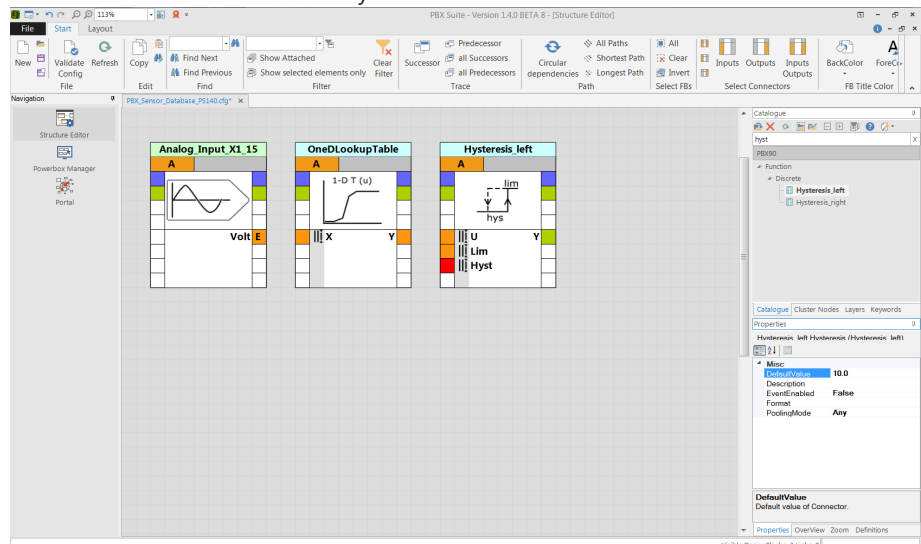 113%
PBX Suite - Version 1.4.0 BETA 8 - [Structure Editor]
File Start Layout
New
Validate Config
Refresh
File
Copy
Edit
Find Next
Find Previous
Find
Show Attached
Show selected elements only
Clear Filter
Filter
Successor
Predecessor
all Successors
all Predecessors
Trace
Circular dependencies
All Paths
Shortest Path
Longest Path
Path
All
Clear
Invert
Select FBs
Inputs
Outputs
Inputs Outputs
Select Connectors
BackColor
ForeCo
FB Title Color
Navigation
Structure Editor
Powerbox Manager
Portal
PBX_Sensor_Database_PS140.cfg*
Analog_Input_X1_15
A
Volt E
OneDLookupTable
A
1-D T (u)
X Y
Hysteresis_left
A
lim
hys
U Y
Lim
Hyst
Catalogue
hyst
PBX90
Function
Discrete
Hysteresis_left
Hysteresis_right
Catalogue Cluster Nodes Layers Keywords
Properties
Hysteresis_left Hysteresis (Hysteresis_left)
Misc
DefaultValue 10.0
Description
EventEnabled False
Format
PoolingMode Any
DefaultValue
Default value of Connector.
Properties OverView Zoom Definitions